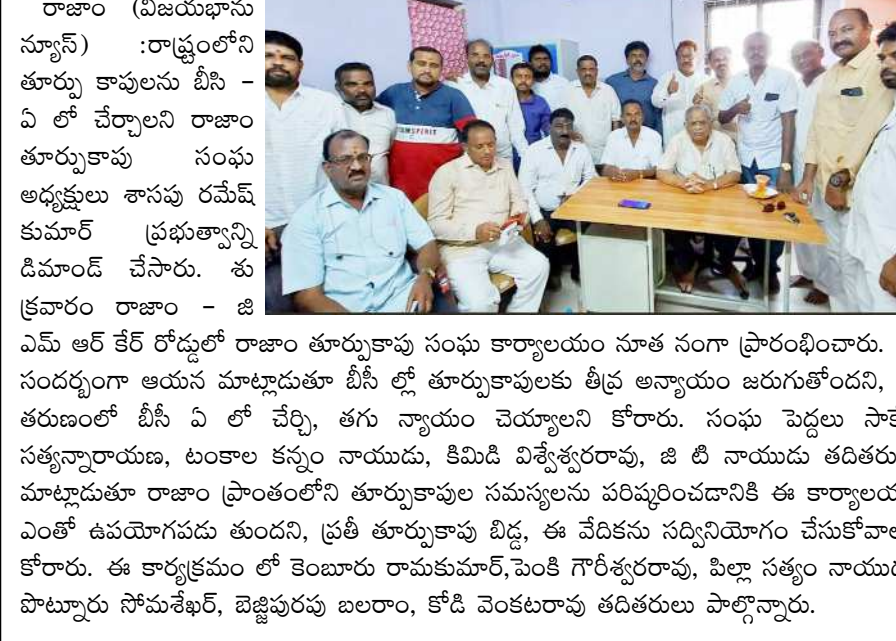 రాజాం (విజయభాను
న్యూస్) :రాష్ట్రంలోని
తూర్పు కాపులను బీసి –
ఏ లో చేర్చాలని రాజాం
తూర్పుకాపు సంఘ
అధ్యక్షులు శాసపు రమేష్
కుమార్ ప్రభుత్వాన్ని
డిమాండ్ చేసారు. శు
క్రవారం రాజాం – జి
ఎమ్ ఆర్ కేర్ రోడ్డులో రాజాం తూర్పుకాపు సంఘ కార్యాలయం నూత నంగా ప్రారంభించారు.
సందర్భంగా ఆయన మాట్లాడుతూ బీసీ ల్లో తూర్పుకాపులకు తీవ్ర అన్యాయం జరుగుతోందని,
తరుణంలో బీసీ ఏ లో చేర్చి, తగు న్యాయం చెయ్యాలని కోరారు. సంఘ పెద్దలు
సత్యన్నారాయణ, టంకాల కన్నం నాయుడు, కిమిడి విశ్వేశ్వరరావు, జి టి నాయుడు తదితరు
మాట్లాడుతూ రాజాం ప్రాంతంలోని తూర్పుకాపుల సమస్యలను పరిష్కరించడానికి ఈ కార్యాలయ
ఎంతో ఉపయోగపడు తుందని, ప్రతీ తూర్పుకాపు బిడ్డ, ఈ వేదికను సద్వినియోగం చేసుకోవాల
కోరారు. ఈ కార్యక్రమం లో కెంబూరు రామకుమార్,పెంకి గౌరీశ్వరరావు, పిల్లా సత్యం నాయుడ
పొట్నూరు సోమశేఖర్, బెజ్జిపురపు బలరాం, కోడి వెంకటరావు తదితరులు పాల్గొన్నారు.